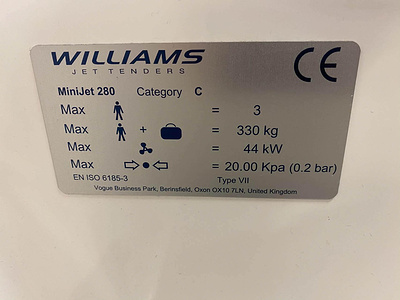 WILLIAMS
JET TENDERS
CE
MiniJet 280 Category C
Max = 3
Max + = 330 kg
Max = 44 kW
Max = 20.00 Kpa (0.2 bar)
EN ISO 6185-3 Type VII
Vogue Business Park, Berinsfield, Oxon OX10 7LN, United Kingdom